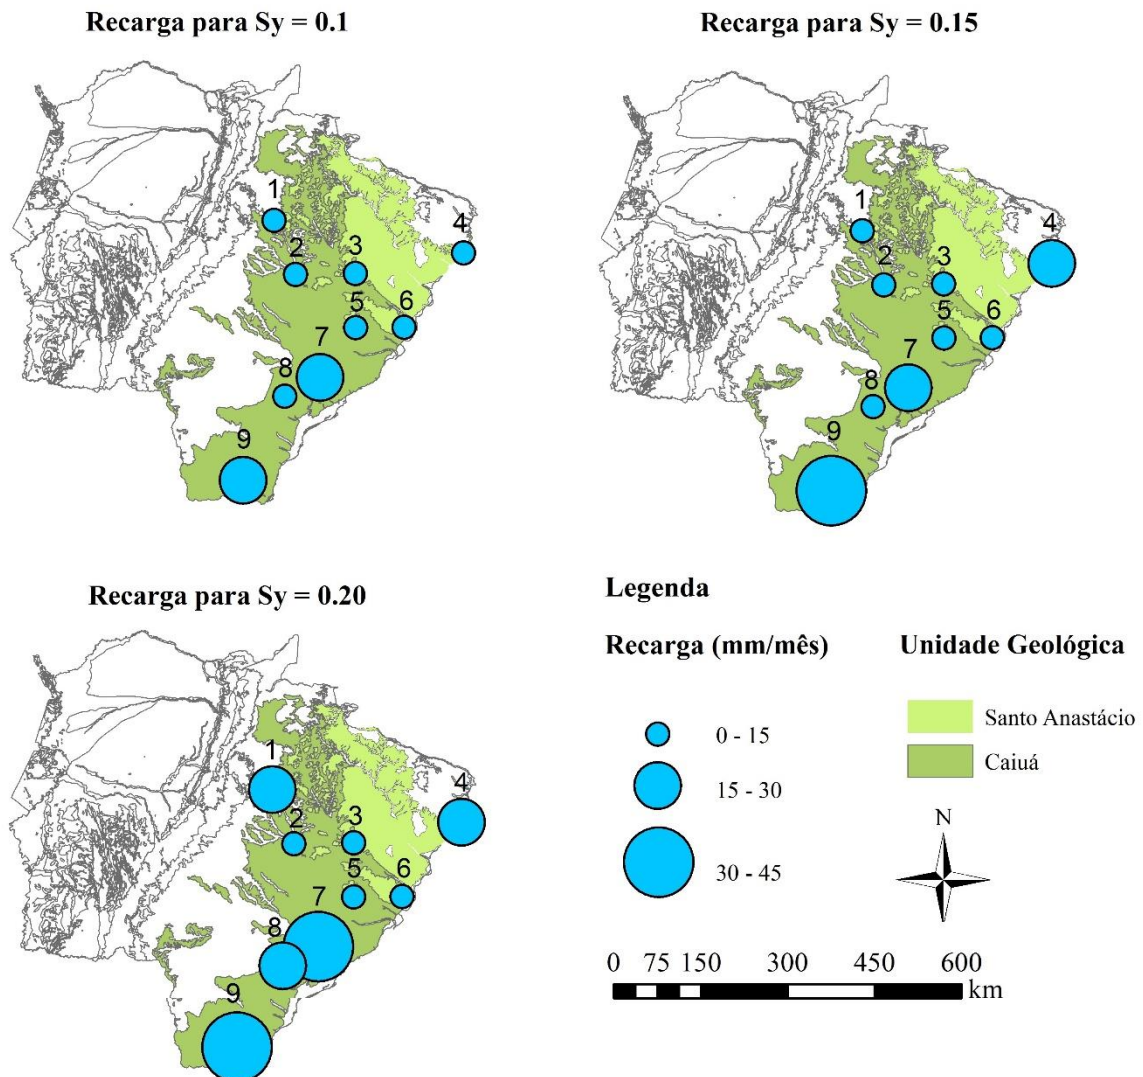 Recarga para Sy = 0.1
1
2
3
4
5
6
7
8
9
Recarga para Sy = 0.15
1
2
3
4
5
6
7
8
9
Recarga para Sy = 0.20
1
2
3
4
5
6
7
8
9
Legenda
Recarga (mm/mês)
0 - 15
15 - 30
30 - 45
Unidade Geológica
Santo Anastácio
Caiuá
N
0 75 150 300 450 600
km